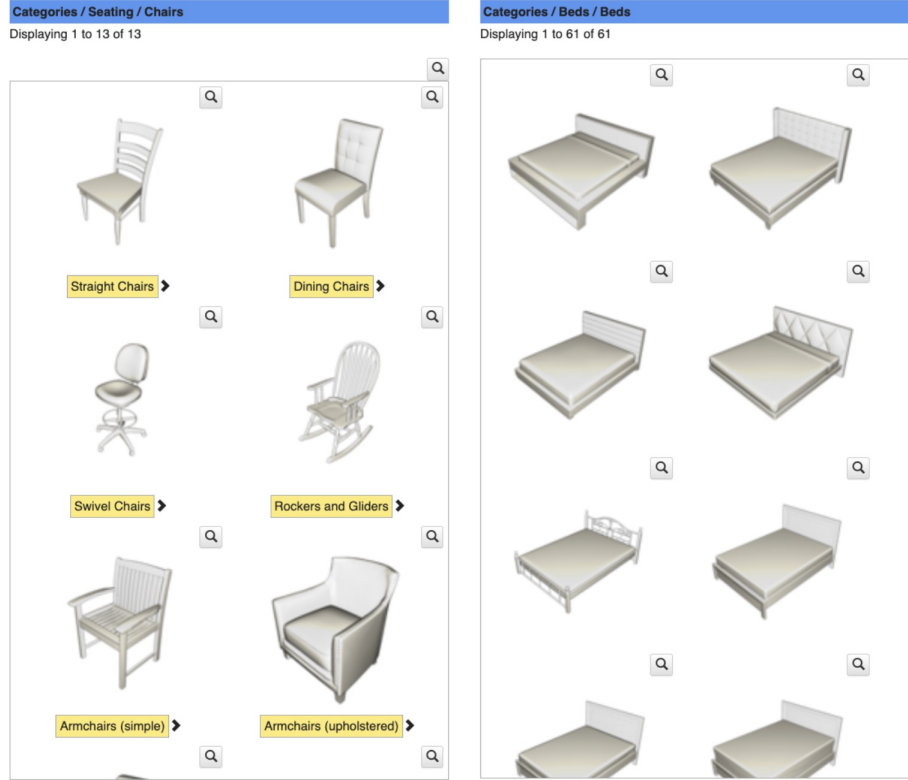 Categories / Seating / Chairs
Displaying 1 to 13 of 13
Straight Chairs
Dining Chairs
Swivel Chairs
Rockers and Gliders
Armchairs (simple)
Armchairs (upholstered)
Categories / Beds / Beds
Displaying 1 to 61 of 61